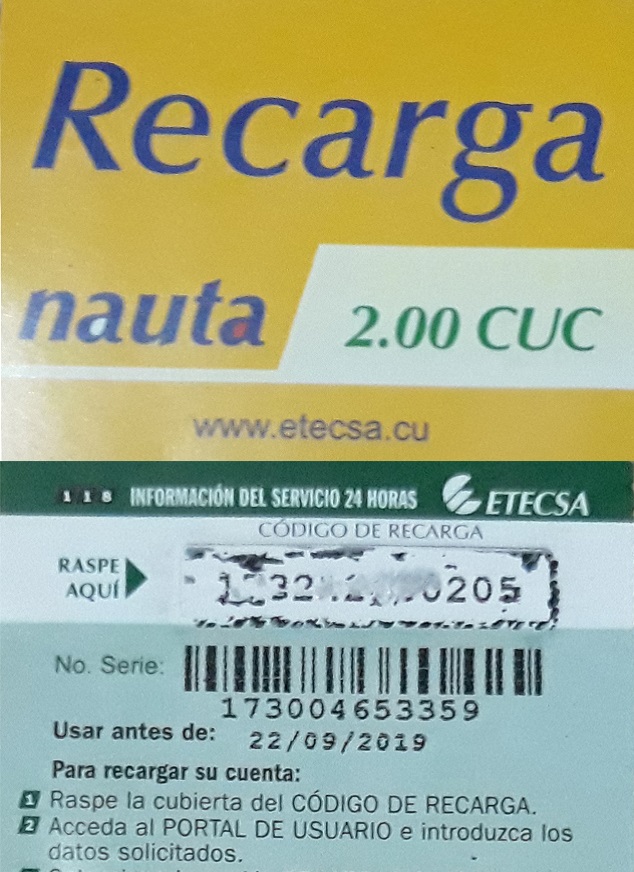 Recarga
nauta
2.00 CUC
www.etecsa.cu
118 INFORMACIÓN DEL SERVICIO 24 HORAS ETECSA
CÓDIGO DE RECARGA
RASPE
AQUÍ
No. Serie:
173004653359
Usar antes de: 22/09/2019
Para recargar su cuenta:
1 Raspe la cubierta del CÓDIGO DE RECARGA.
2 Acceda al PORTAL DE USUARIO e introduzca los
datos solicitados.